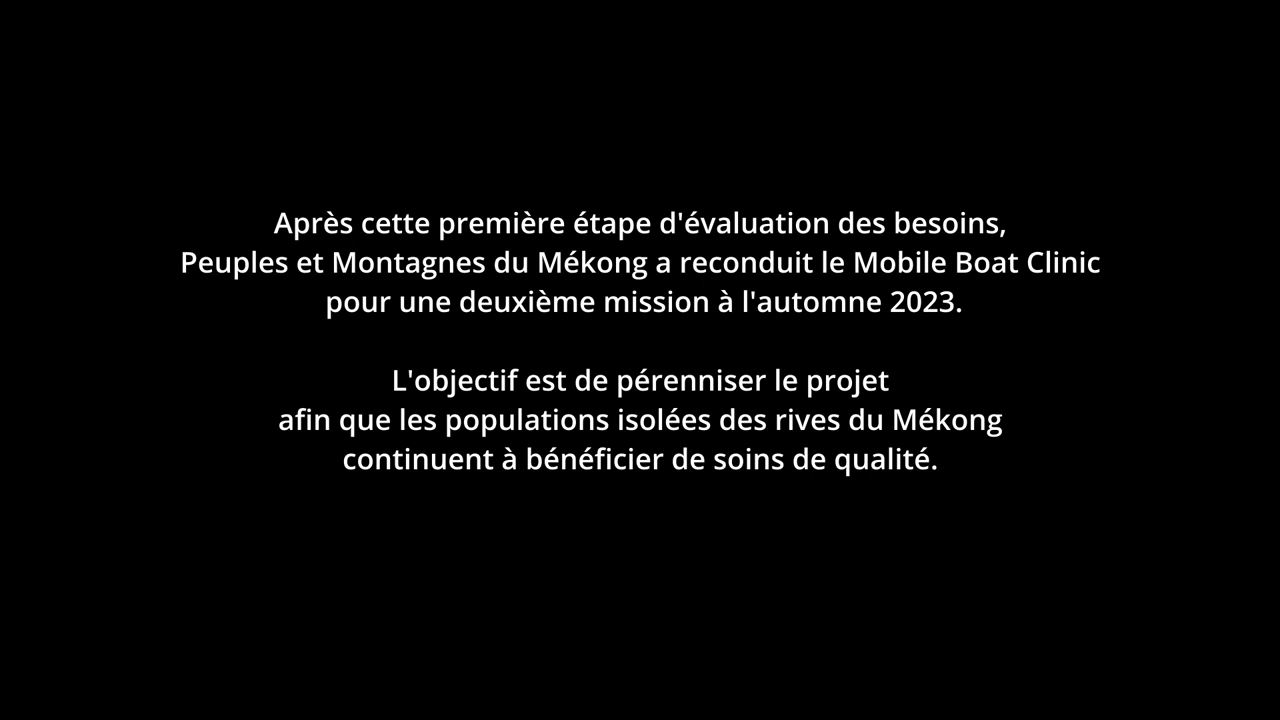 Après cette première étape d'évaluation des besoins,
Peuples et Montagnes du Mékong a reconduit le Mobile Boat Clinic
pour une deuxième mission à l'automne 2023.
L'objectif est de pérenniser le projet
afin que les populations isolées des rives du Mékong
continuent à bénéficier de soins de qualité.